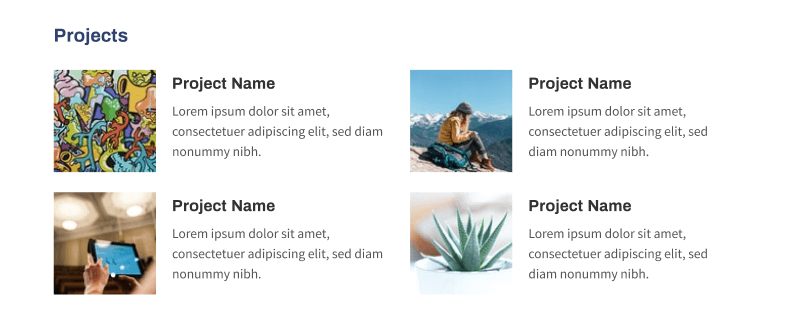 Projects
Project Name
Lorem ipsum dolor sit amet,
consectetuer adipiscing elit, sed diam
nonummy nibh.
Project Name
Lorem ipsum dolor sit amet,
consectetuer adipiscing elit, sed
diam nonummy nibh.
Project Name
Lorem ipsum dolor sit amet,
consectetuer adipiscing elit, sed diam
nonummy nibh.
Project Name
Lorem ipsum dolor sit amet,
consectetuer adipiscing elit, sed
diam nonummy nibh.